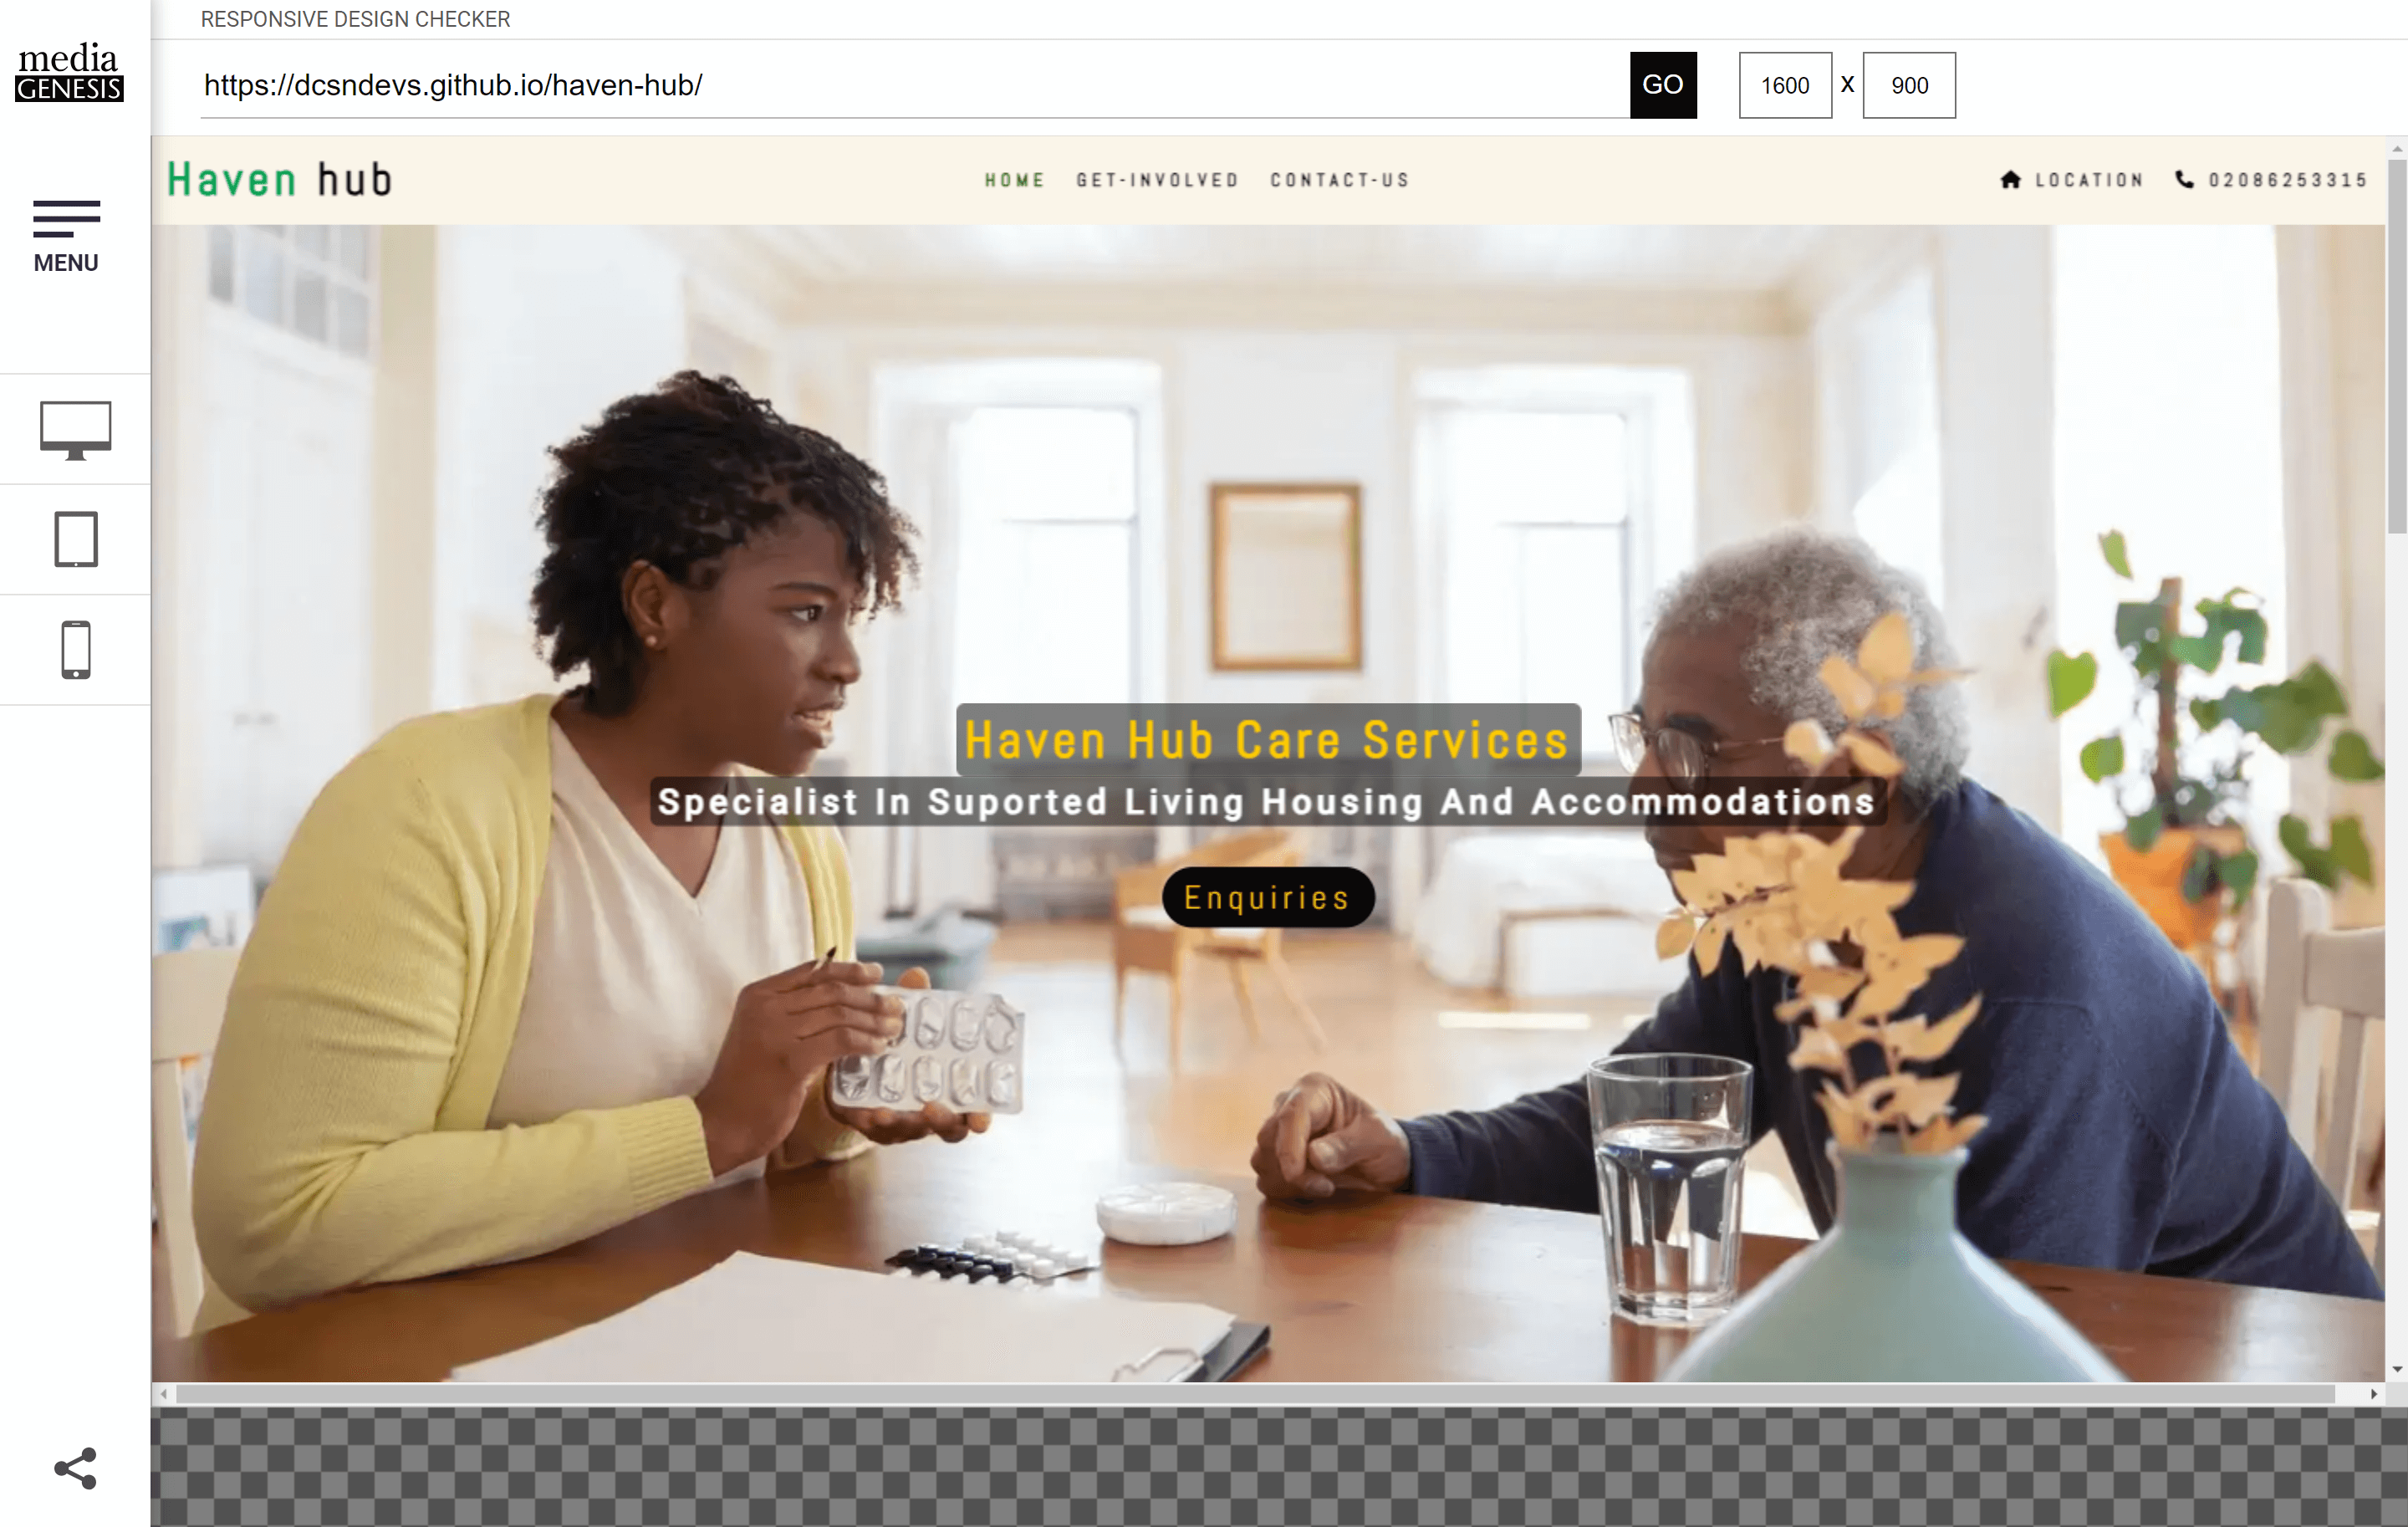 RESPONSIVE DESIGN CHECKER
media
GENESIS
https://dcsndevs.github.io/haven-hub/
GO
1600 X 900
MENU
Haven hub
HOME GET-INVOLVED CONTACT-US
LOCATION 02086253315
Haven Hub Care Services
Specialist In Suported Living Housing And Accommodations
Enquiries